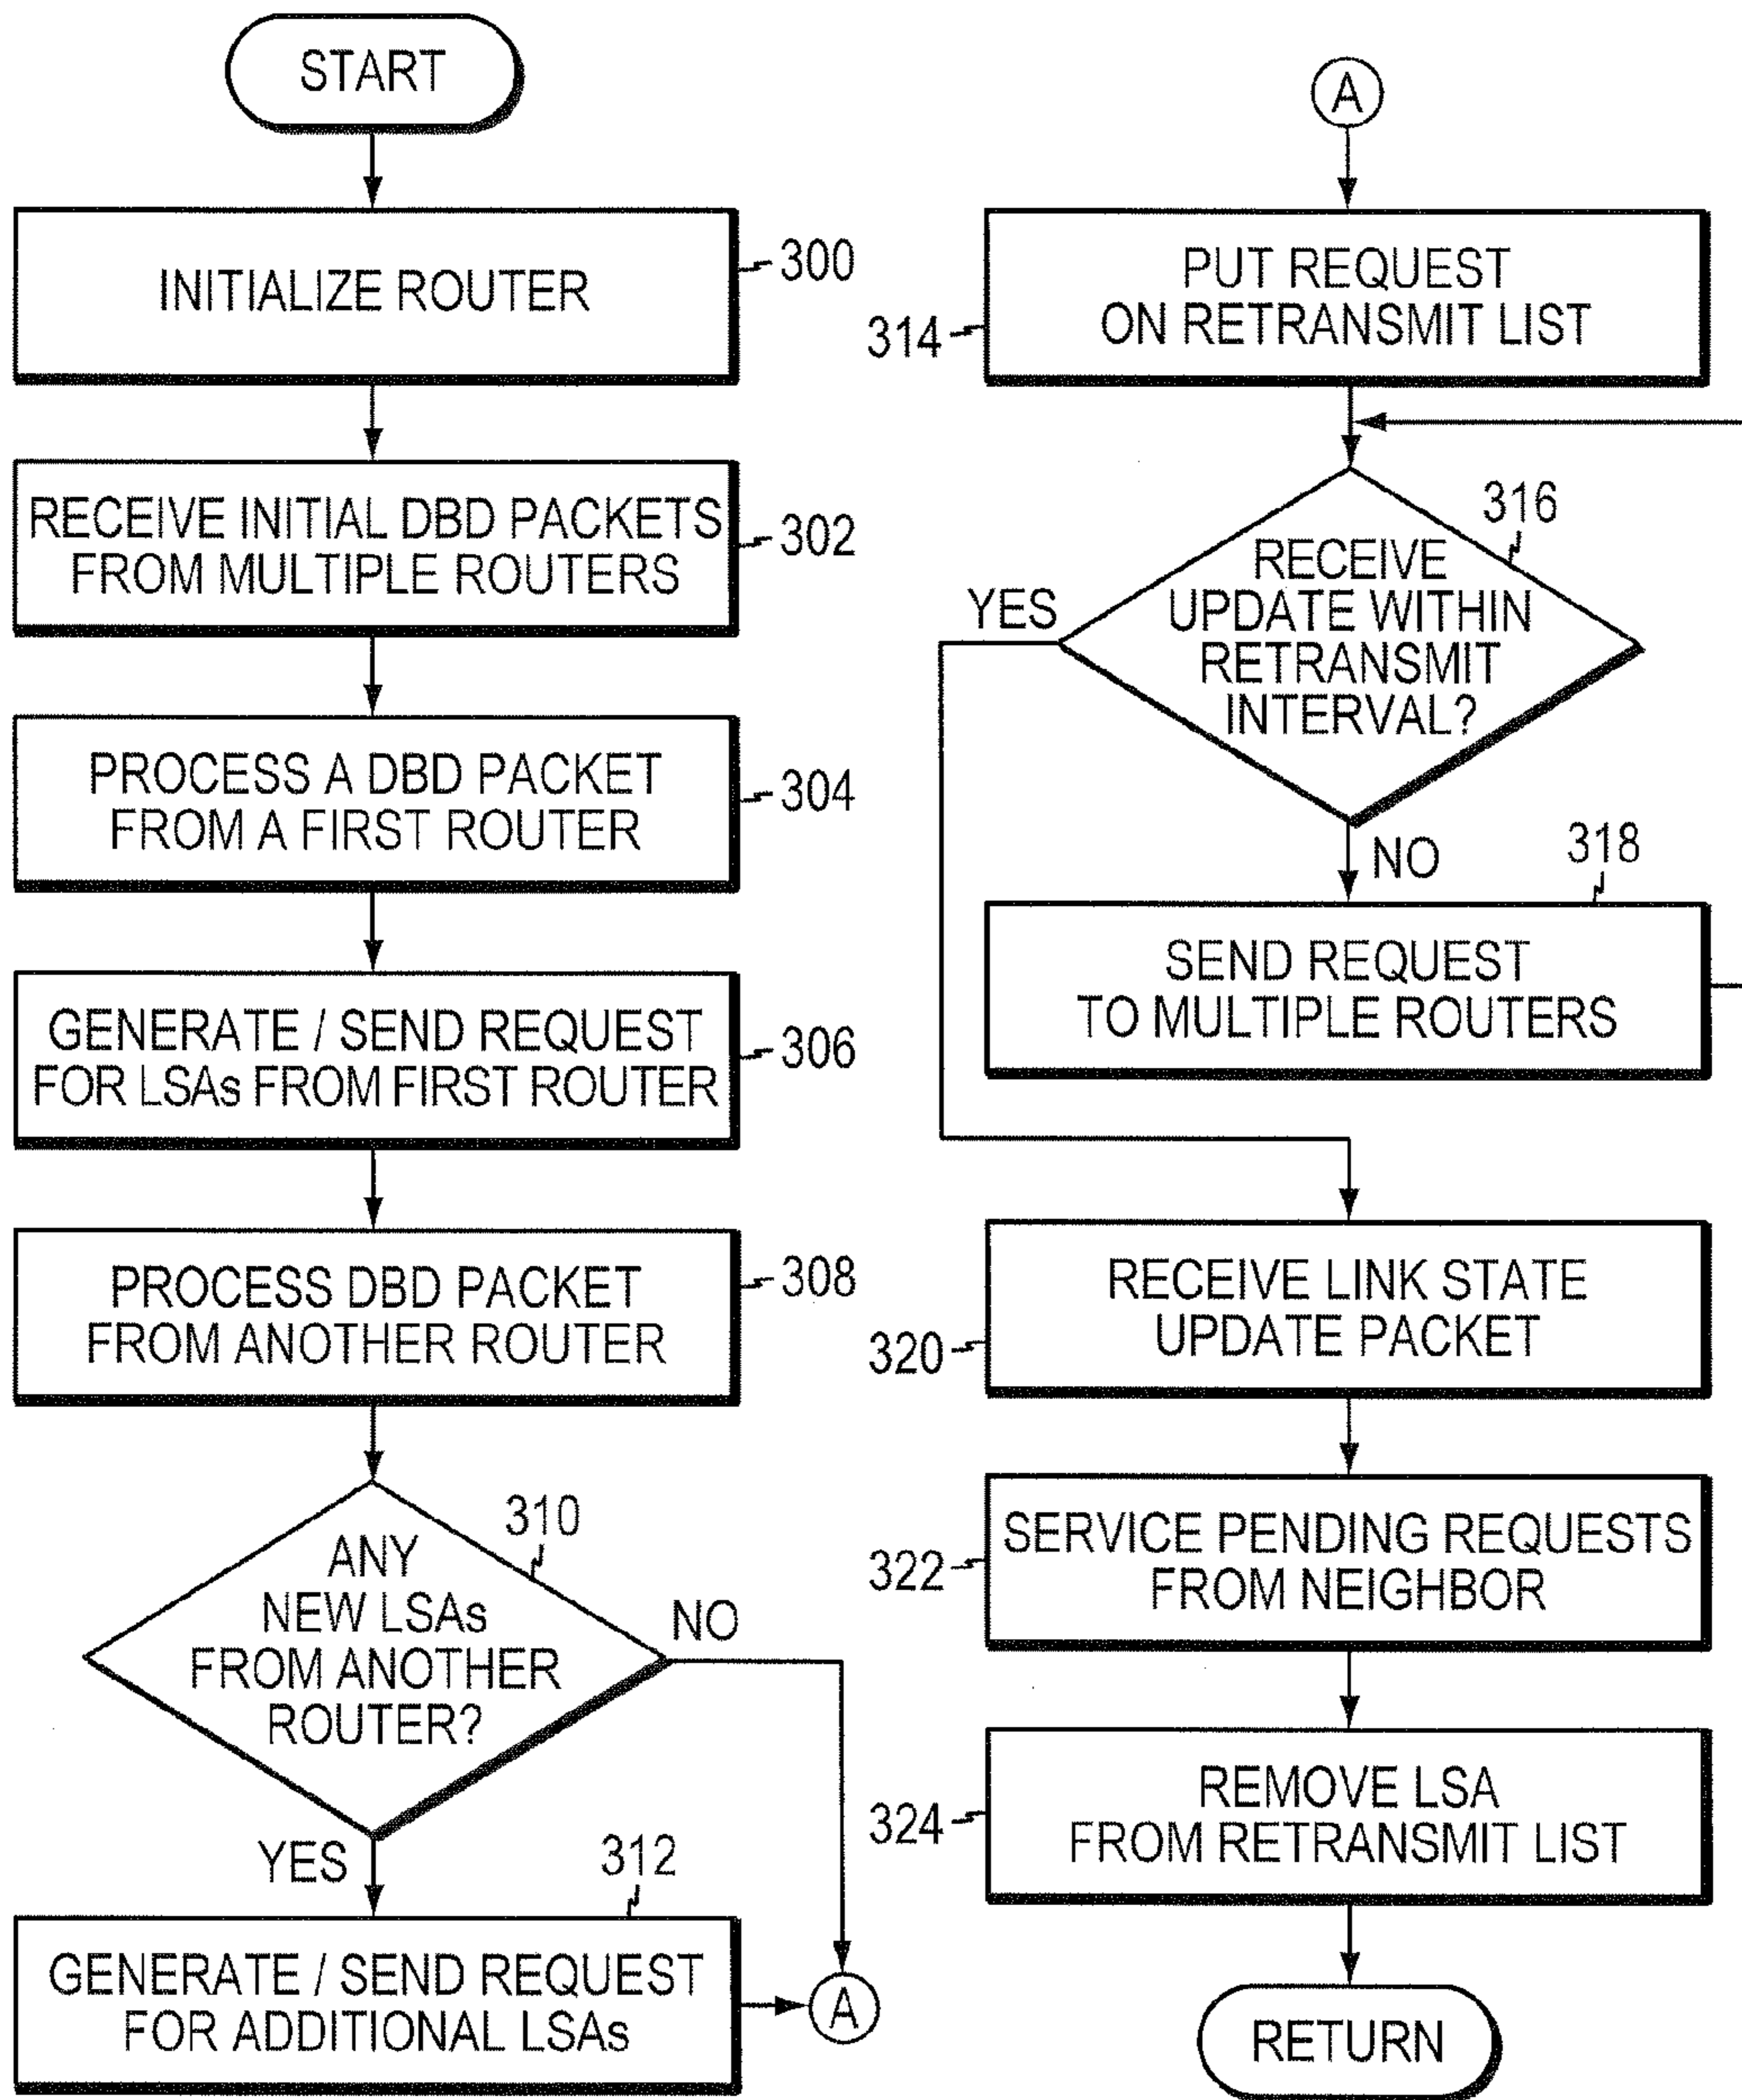 START
INITIALIZE ROUTER
300
RECEIVE INITIAL DBD PACKETS
FROM MULTIPLE ROUTERS
302
PROCESS A DBD PACKET
FROM A FIRST ROUTER
304
GENERATE / SEND REQUEST
FOR LSAs FROM FIRST ROUTER
306
PROCESS DBD PACKET
FROM ANOTHER ROUTER
308
310
ANY
NEW LSAs
FROM ANOTHER
ROUTER?
NO
YES
312
GENERATE / SEND REQUEST
FOR ADDITIONAL LSAs
A
A
PUT REQUEST
ON RETRANSMIT LIST
314
316
RECEIVE
UPDATE WITHIN
RETRANSMIT
INTERVAL?
YES
NO
318
SEND REQUEST
TO MULTIPLE ROUTERS
RECEIVE LINK STATE
UPDATE PACKET
320
SERVICE PENDING REQUESTS
FROM NEIGHBOR
322
REMOVE LSA
FROM RETRANSMIT LIST
324
RETURN